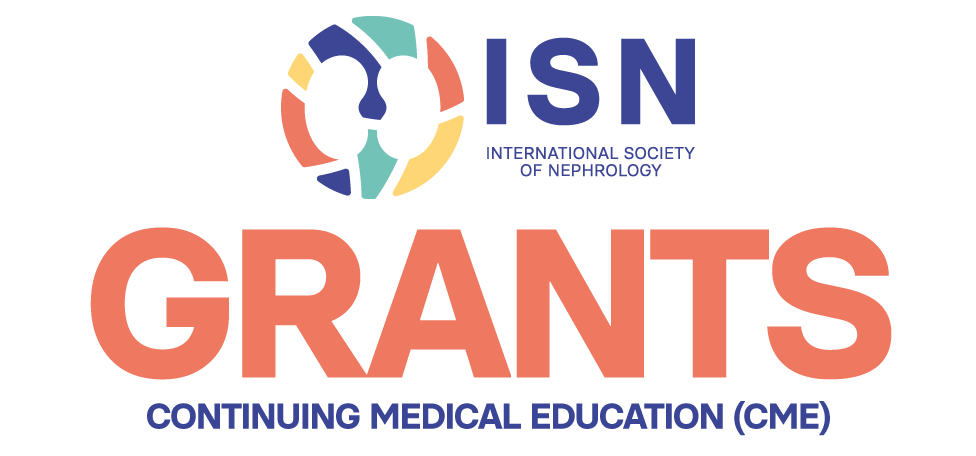 ISN
INTERNATIONAL SOCIETY
OF NEPHROLOGY
GRANTS
CONTINUING MEDICAL EDUCATION (CME)